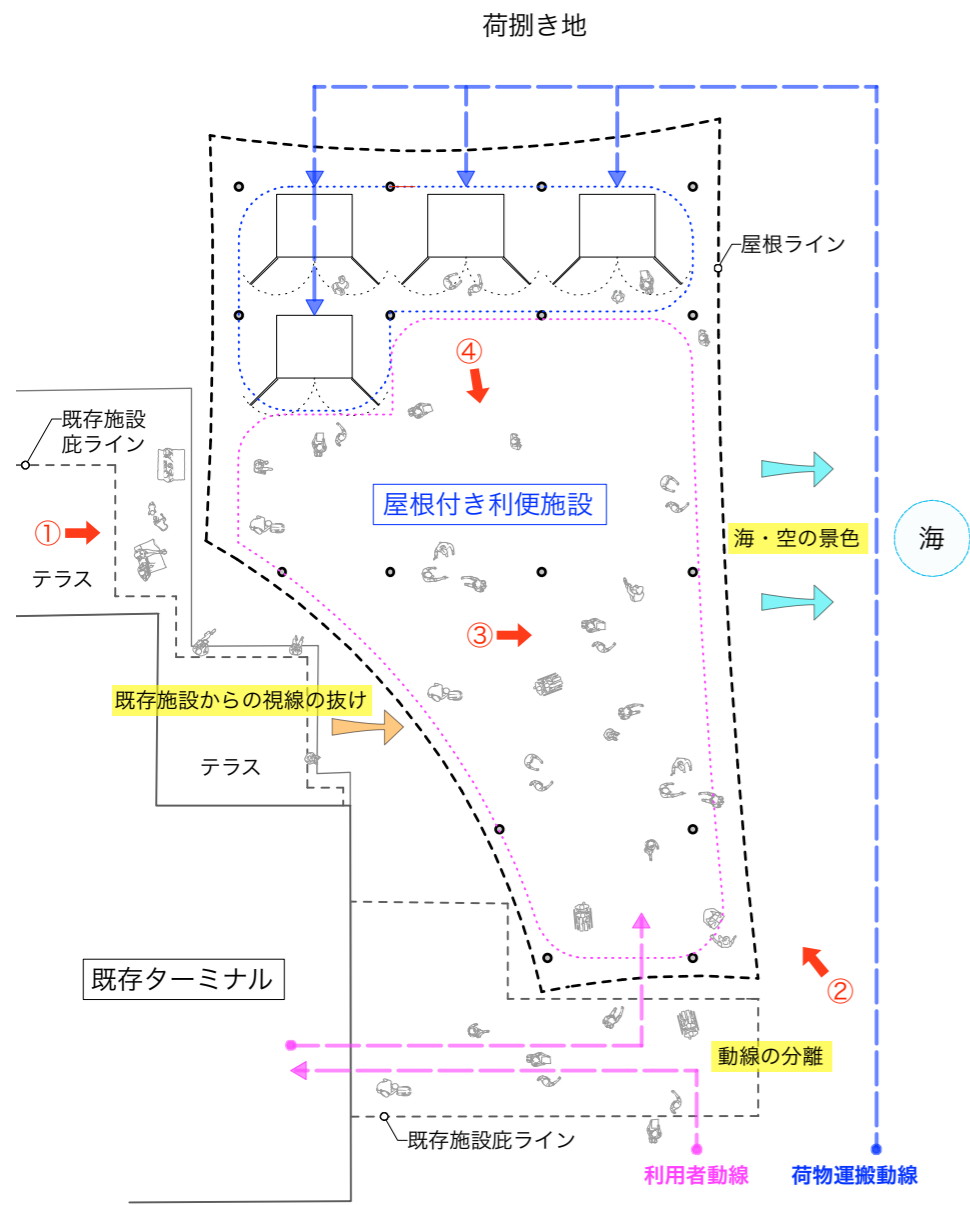 荷捌き地
屋根ライン
④
既存施設
庇ライン
屋根付き利便施設
①
海・空の景色
海
テラス
③
既存施設からの視線の抜け
テラス
既存ターミナル
②
動線の分離
既存施設庇ライン
利用者動線
荷物運搬動線